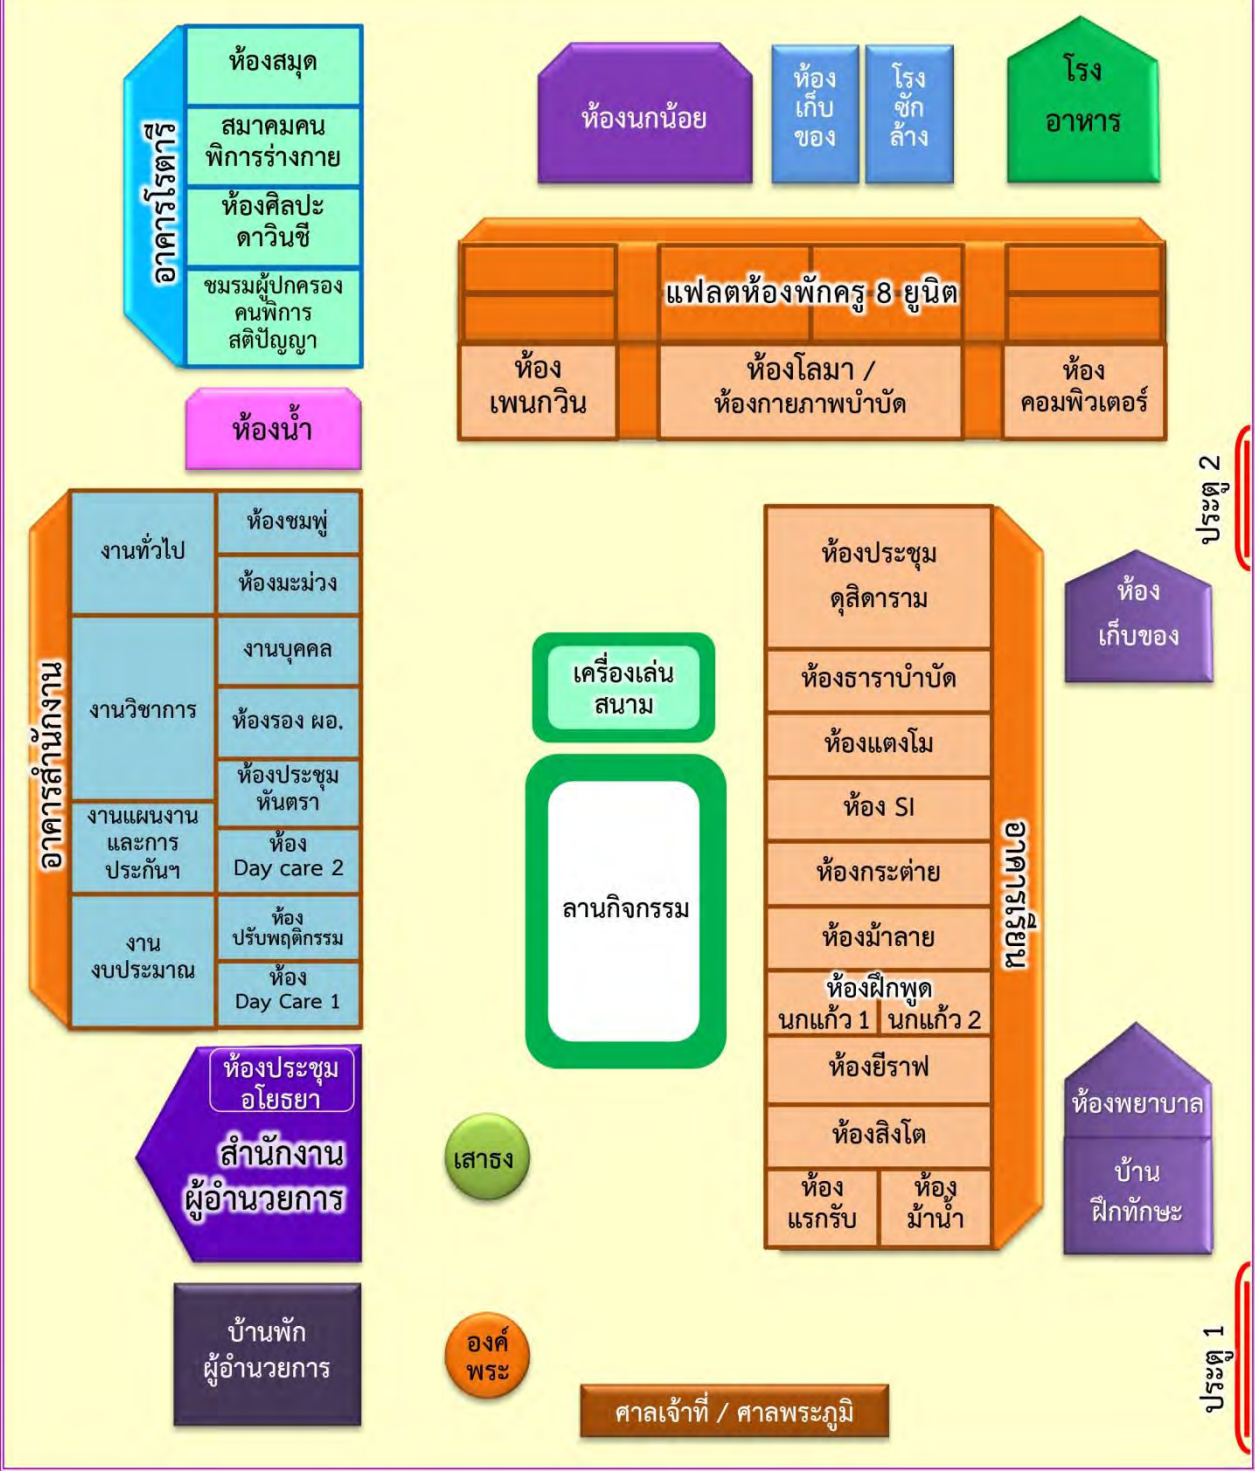 อาคารโรตารี
ห้องสมุด
สมาคมคน
พิการร่างกาย
ห้องศิลปะ
ดาวินชี
ชมรมผู้ปกครอง
คนพิการ
สติปัญญา
ห้องนกน้อย
ห้อง
เก็บ
ของ
โรง
ซัก
ล้าง
โรง
อาหาร
แฟลตห้องพักครู 8 ยูนิต
ห้อง
เพนกวิน
ห้องโลมา /
ห้องกายภาพบำบัด
ห้อง
คอมพิวเตอร์
ห้องน้ำ
ประตู 2
อาคารสำนักงาน
งานทั่วไป
งานวิชาการ
งานแผนงาน
และการ
ประกันฯ
งาน
งบประมาณ
ห้องชมพู่
ห้องมะม่วง
งานบุคคล
ห้องรอง ผอ.
ห้องประชุม
หันตรา
ห้อง
Day care 2
ห้อง
ปรับพฤติกรรม
ห้อง
Day Care 1
เครื่องเล่น
สนาม
ลานกิจกรรม
ห้องประชุม
ดุสิดาราม
ห้องธาราบำบัด
ห้องแตงโม
ห้อง SI
ห้องกระต่าย
ห้องม้าลาย
ห้องฝึกพูด
นกแก้ว 1 นกแก้ว 2
ห้องยีราฟ
ห้องสิงโต
ห้อง
แรกรับ
ห้อง
ม้าน้ำ
อาคารเรียน
ห้อง
เก็บของ
ห้องพยาบาล
บ้าน
ฝึกทักษะ
ห้องประชุม
อโยธยา
สำนักงาน
ผู้อำนวยการ
เสาธง
บ้านพัก
ผู้อำนวยการ
องค์
พระ
ศาลเจ้าที่ / ศาลพระภูมิ
ประตู 1